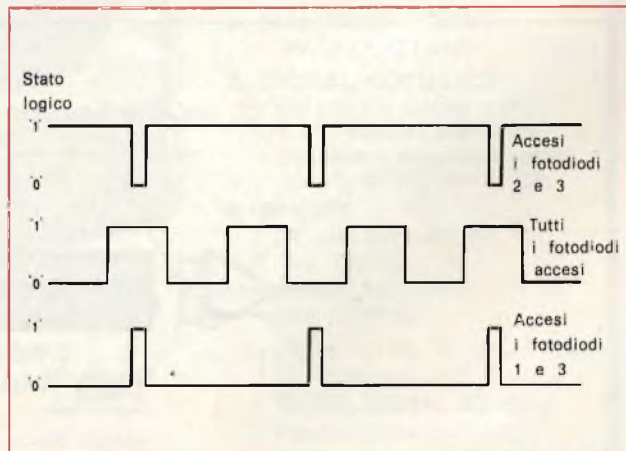 Stato
logico
'1'
'0'
Accesi
i fotodiodi
2 e 3
'1'
'0'
Tutti
i fotodiodi
accesi
'1'
'0'
Accesi
i fotodiodi
1 e 3